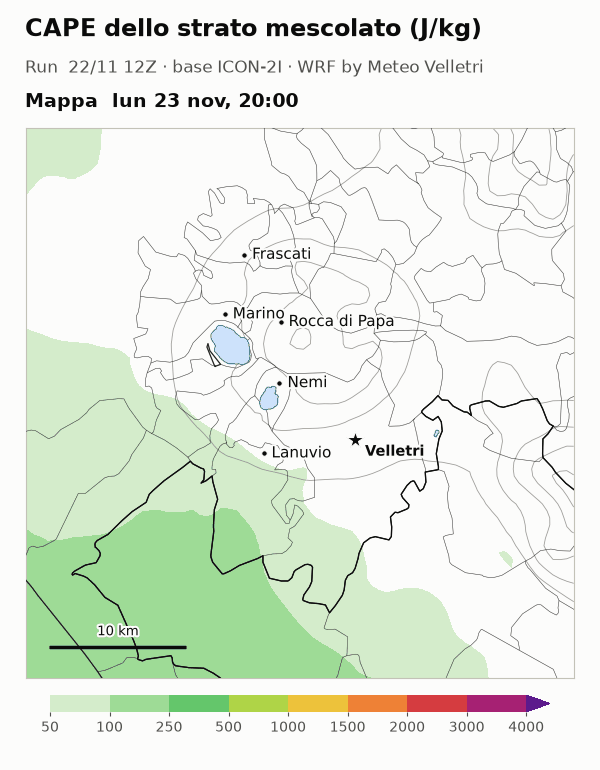 CAPE dello strato mescolato (J/kg)
Run  22/11 12Z · base ICON-2I · WRF by Meteo Velletri
Mappa  lun 23 nov, 20:00
Frascati
Marino
Rocca di Papa
Nemi
Velletri
Lanuvio
10 km
50 100 250 500 1000 1500 2000 3000 4000